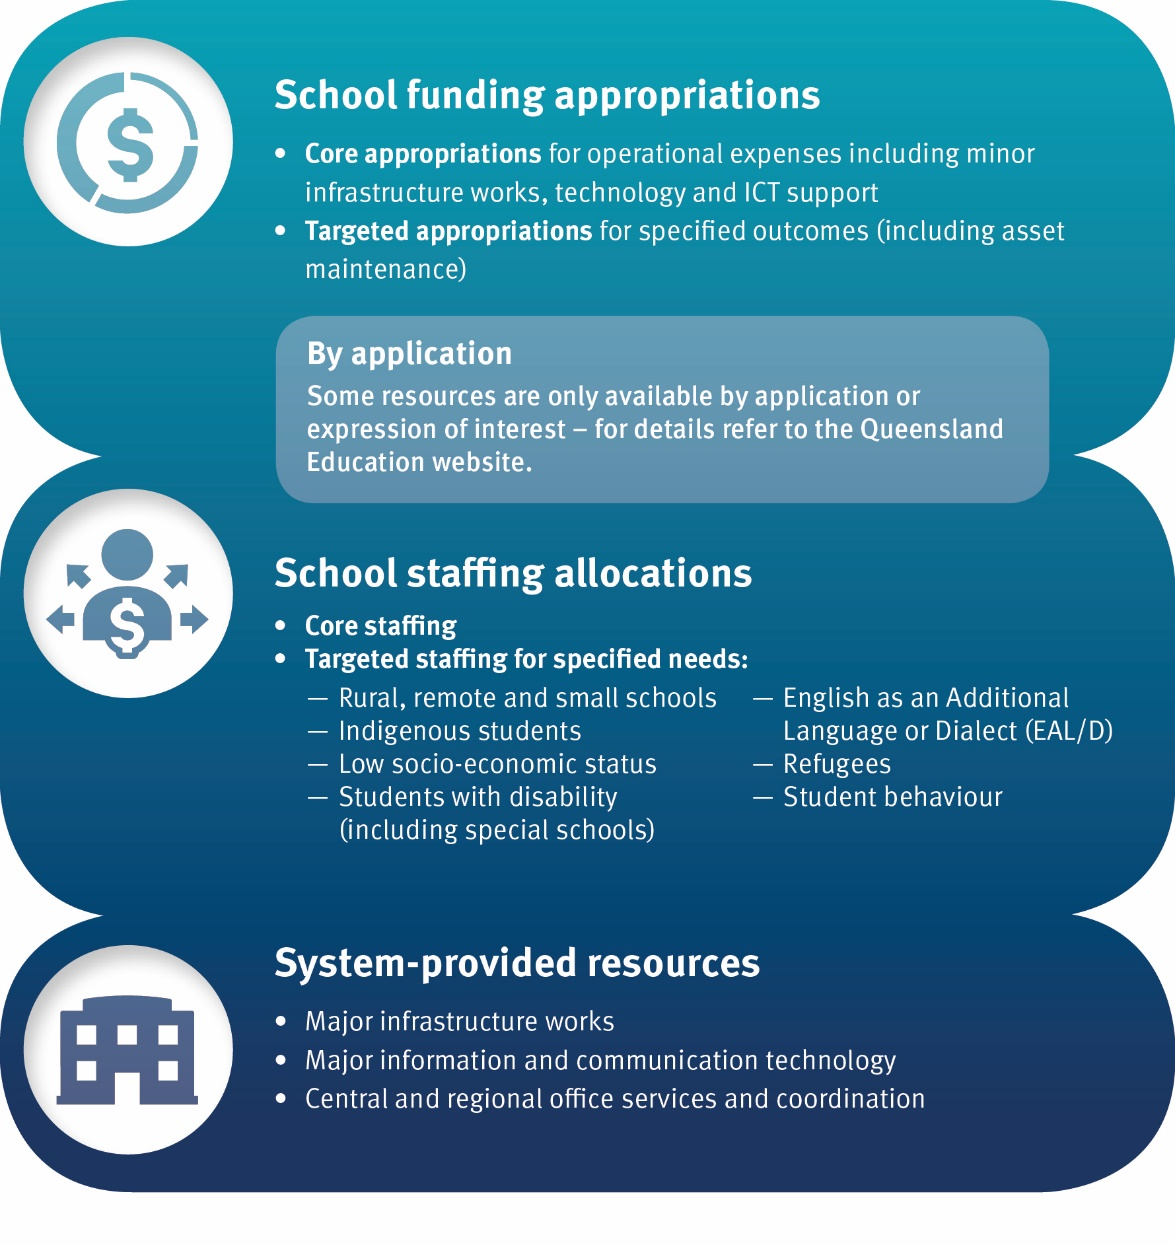 School funding appropriations
• Core appropriations for operational expenses including minor
infrastructure works, technology and ICT support
• Targeted appropriations for specified outcomes (including asset
maintenance)
By application
Some resources are only available by application or
expression of interest – for details refer to the Queensland
Education website.
School staffing allocations
• Core staffing
• Targeted staffing for specified needs:
— Rural, remote and small schools
— Indigenous students
— Low socio-economic status
— Students with disability
(including special schools)
— English as an Additional
Language or Dialect (EAL/D)
— Refugees
— Student behaviour
System-provided resources
• Major infrastructure works
• Major information and communication technology
• Central and regional office services and coordination